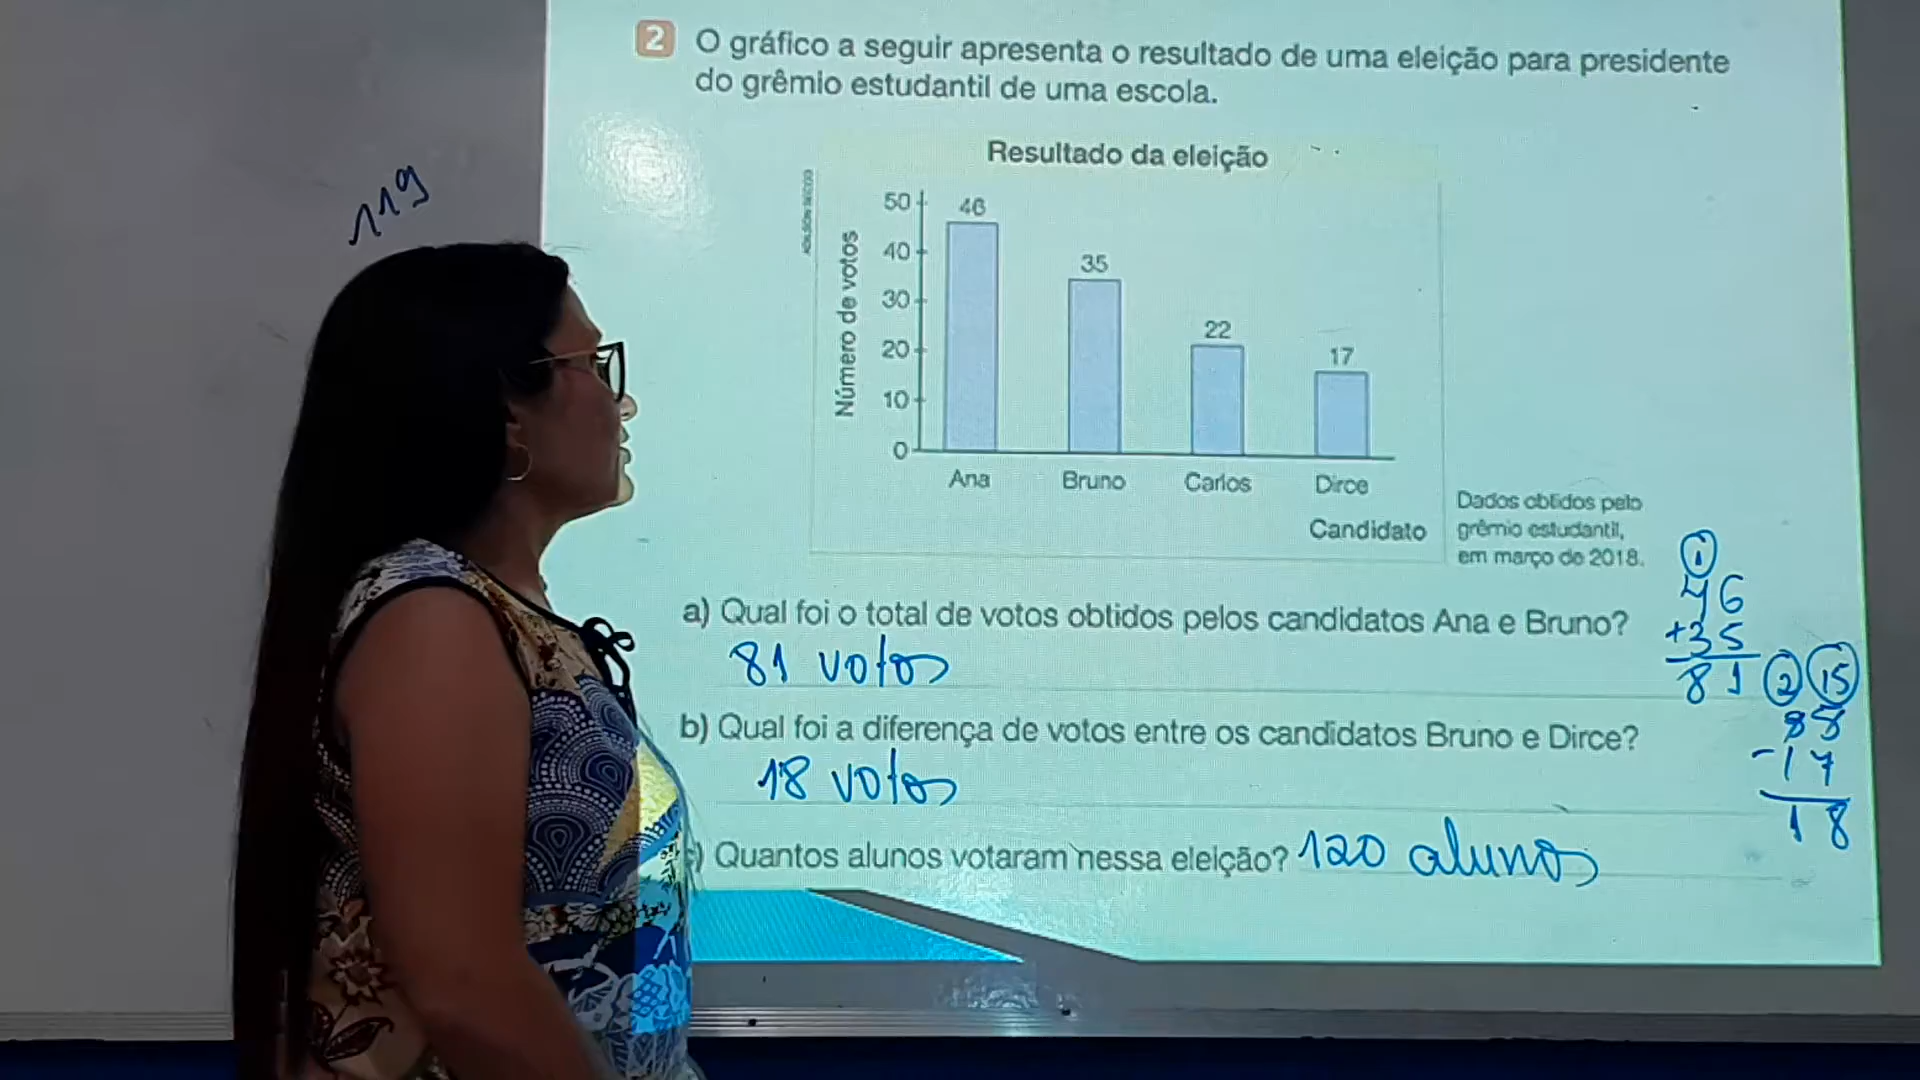 119
2 O gráfico a seguir apresenta o resultado de uma eleição para presidente
do grêmio estudantil de uma escola.
Resultado da eleição
Número de votos
50
40
30
20
10
0
46
35
22
17
Ana Bruno Carlos Dirce
Candidato
Dados obtidos pelo
grêmio estudantil,
em março de 2018.
a) Qual foi o total de votos obtidos pelos candidatos Ana e Bruno?
81 votos
1
46
+35
81
b) Qual foi a diferença de votos entre os candidatos Bruno e Dirce?
18 votos
2 15
-17
18
c) Quantos alunos votaram nessa eleição? 120 alunos